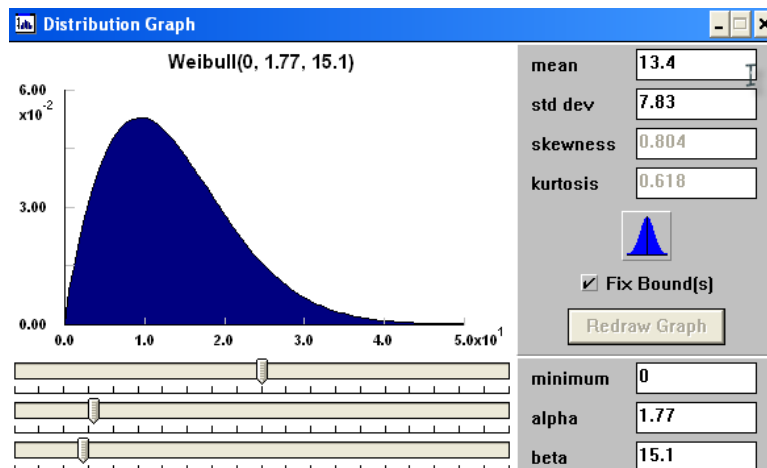 Distribution Graph
Weibull(0, 1.77, 15.1)
6.00
x10-2
3.00
0.00
0.0 1.0 2.0 3.0 4.0 5.0x101
mean 13.4
std dev 7.83
skewness 0.804
kurtosis 0.618
Fix Bound(s)
Redraw Graph
minimum 0
alpha 1.77
beta 15.1